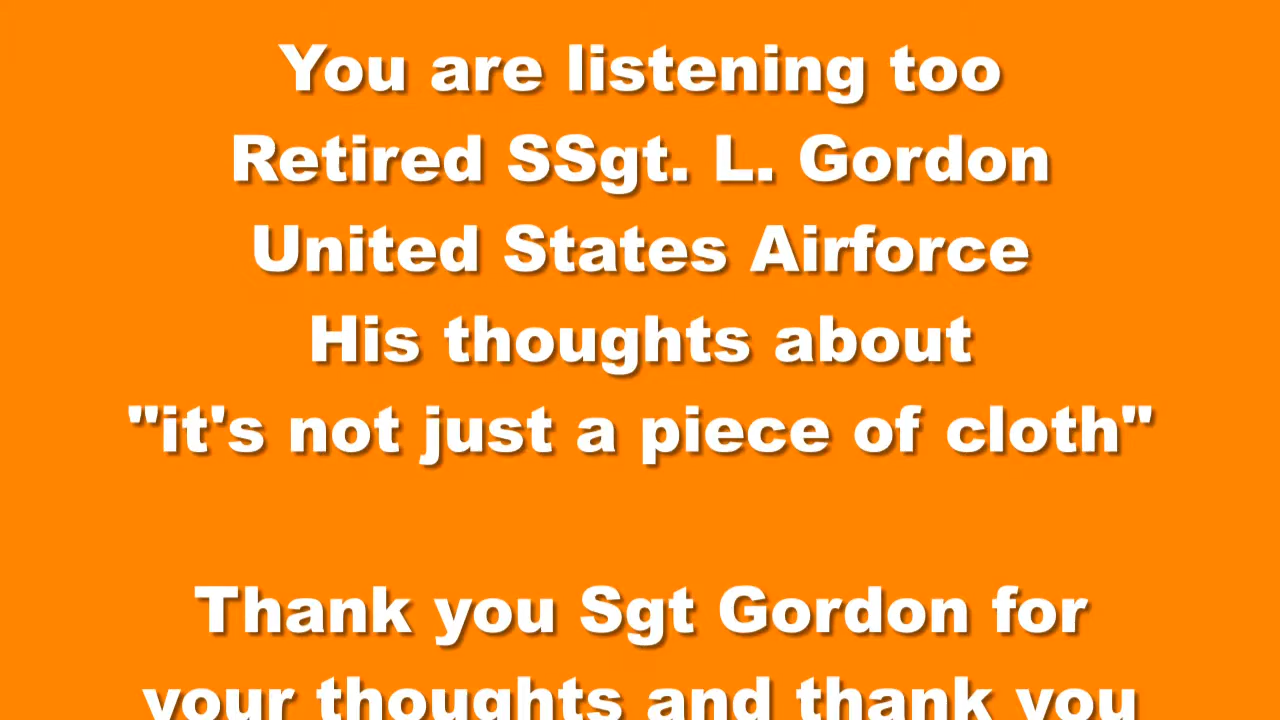 You are listening too
Retired SSgt. L. Gordon
United States Airforce
His thoughts about
"it's not just a piece of cloth"
Thank you Sgt Gordon for
your thoughts and thank you